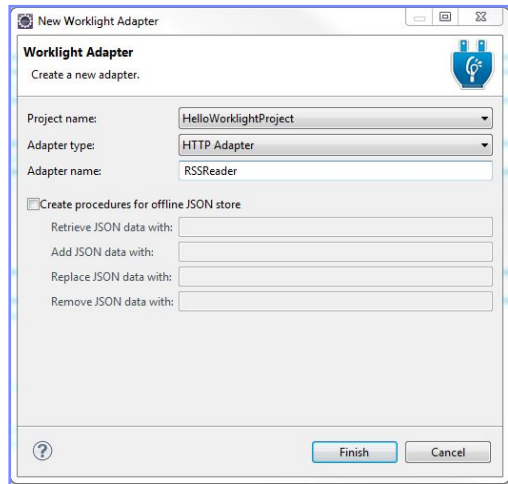 New Worklight Adapter
Worklight Adapter
Create a new adapter.
Project name: HelloWorklightProject
Adapter type: HTTP Adapter
Adapter name: RSSReader
Create procedures for offline JSON store
Retrieve JSON data with:
Add JSON data with:
Replace JSON data with:
Remove JSON data with:
? Finish Cancel